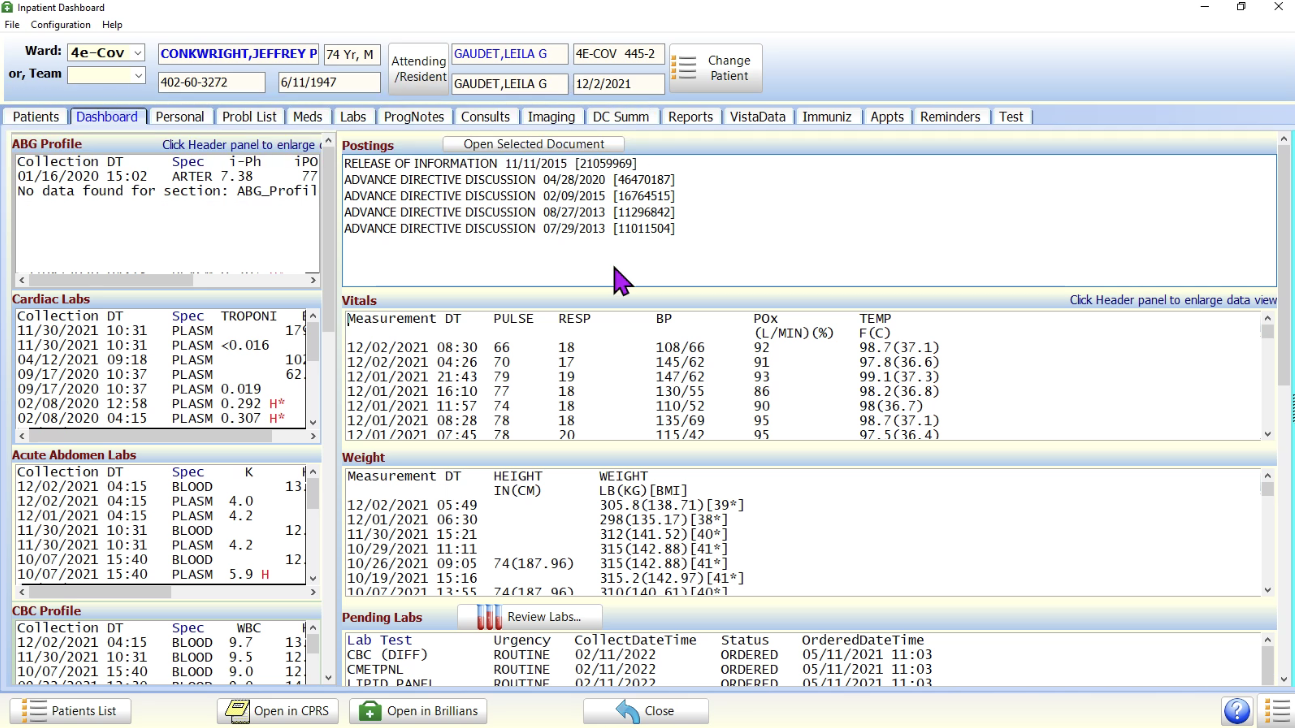 Inpatient Dashboard
File Configuration Help
Ward: 4e-Cov CONKWRIGHT,JEFFREY P 74 Yr, M Attending /Resident GAUDET,LEILA G 4E-COV 445-2 Change Patient
or, Team 402-60-3272 6/11/1947 GAUDET,LEILA G 12/2/2021
Patients Dashboard Personal Probl List Meds Labs ProgNotes Consults Imaging DC Summ Reports VistaData Immuniz Appts Reminders Test
ABG Profile Click Header panel to enlarge
Collection DT Spec i-Ph iPO
01/16/2020 15:02 ARTER 7.38 77
No data found for section: ABG_Profil
Cardiac Labs
Collection DT Spec TROPONI
11/30/2021 10:31 PLASM 179
11/30/2021 10:31 PLASM <0.016
04/12/2021 09:18 PLASM 102
09/17/2020 10:37 PLASM 62.
09/17/2020 10:37 PLASM 0.019
02/08/2020 12:58 PLASM 0.292 H*
02/08/2020 04:15 PLASM 0.307 H*
Acute Abdomen Labs
Collection DT Spec K
12/02/2021 04:15 BLOOD 13.
12/02/2021 04:15 PLASM 4.0
12/01/2021 04:15 PLASM 4.2
11/30/2021 10:31 BLOOD 12.
11/30/2021 10:31 PLASM 4.2
10/07/2021 15:40 BLOOD 12.
10/07/2021 15:40 PLASM 5.9 H
CBC Profile
Collection DT Spec WBC
12/02/2021 04:15 BLOOD 9.7 13.
11/30/2021 10:31 BLOOD 9.5 12.
10/07/2021 15:40 BLOOD 9.0 12.
Postings Open Selected Document
RELEASE OF INFORMATION 11/11/2015 [21059969]
ADVANCE DIRECTIVE DISCUSSION 04/28/2020 [46470187]
ADVANCE DIRECTIVE DISCUSSION 02/09/2015 [16764515]
ADVANCE DIRECTIVE DISCUSSION 08/27/2013 [11296842]
ADVANCE DIRECTIVE DISCUSSION 07/29/2013 [11011504]
Vitals Click Header panel to enlarge data view
Measurement DT PULSE RESP BP POx TEMP
(L/MIN)(%) F(C)
12/02/2021 08:30 66 18 108/66 92 98.7(37.1)
12/02/2021 04:26 70 17 145/62 91 97.8(36.6)
12/01/2021 21:43 79 19 147/62 93 99.1(37.3)
12/01/2021 16:10 77 18 130/55 86 98.2(36.8)
12/01/2021 11:57 74 18 110/52 90 98(36.7)
12/01/2021 08:28 78 18 135/69 95 98.7(37.1)
12/01/2021 07:45 78 20 115/42 95 97.5(36.4)
Weight
Measurement DT HEIGHT WEIGHT
IN(CM) LB(KG)[BMI]
12/02/2021 05:49 305.8(138.71)[39*]
12/01/2021 06:30 298(135.17)[38*]
11/30/2021 15:21 312(141.52)[40*]
10/29/2021 11:11 315(142.88)[41*]
10/26/2021 09:05 74(187.96) 315(142.88)[41*]
10/19/2021 15:16 315.2(142.97)[41*]
10/07/2021 13:55 74(187.96) 310(140.61)[40*]
Pending Labs Review Labs...
Lab Test Urgency CollectDateTime Status OrderedDateTime
CBC (DIFF) ROUTINE 02/11/2022 ORDERED 05/11/2021 11:03
CMETPNL ROUTINE 02/11/2022 ORDERED 05/11/2021 11:03
LIPID PANEL ROUTINE 02/11/2022 ORDERED 05/11/2021 11:03
Patients List Open in CPRS Open in Brillians Close